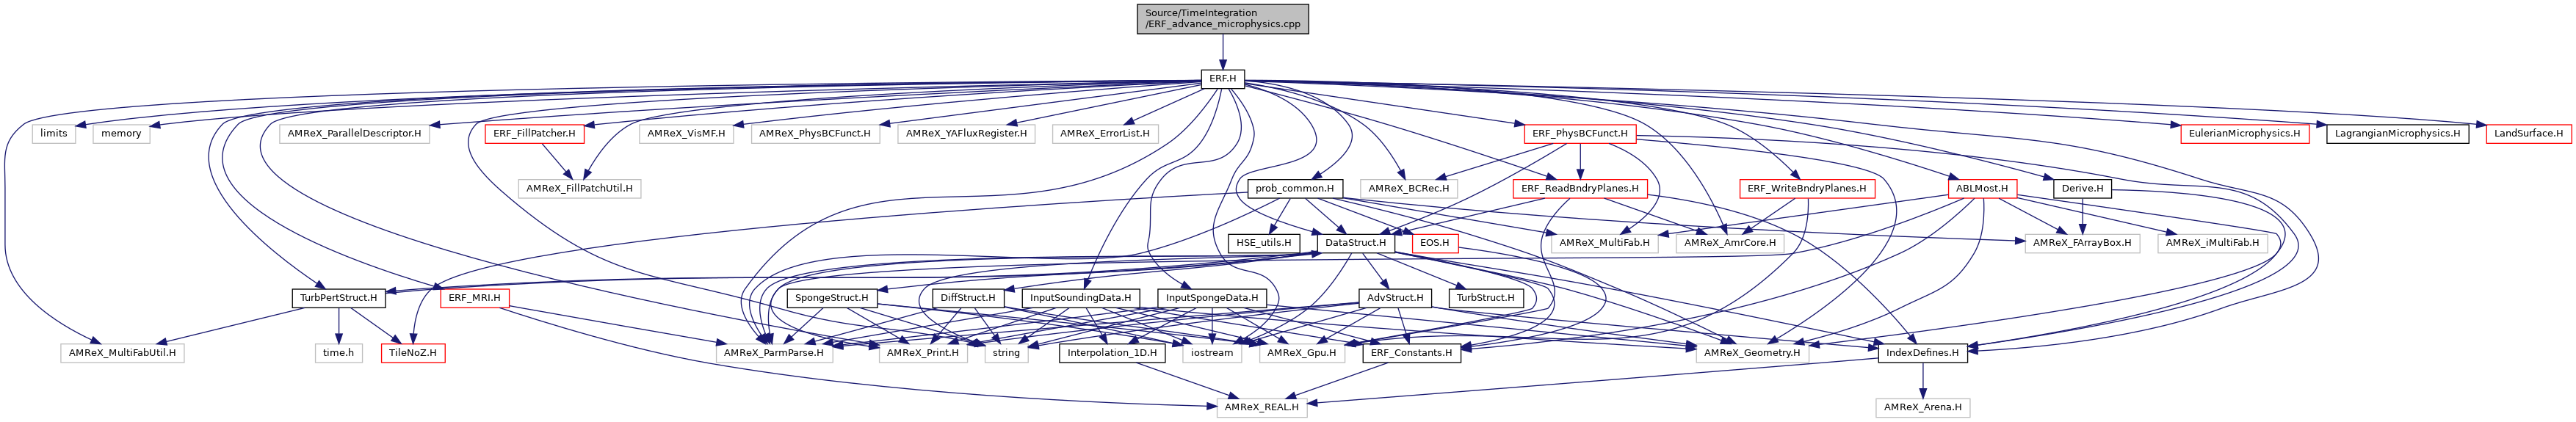 Source/TimeIntegration
/ERF_advance_microphysics.cpp
ERF.H
limits
memory
AMReX_ParallelDescriptor.H
ERF_FillPatcher.H
AMReX_VisMF.H
AMReX_PhysBCFunct.H
AMReX_YAFluxRegister.H
AMReX_ErrorList.H
ERF_PhysBCFunct.H
EulerianMicrophysics.H
LagrangianMicrophysics.H
LandSurface.H
AMReX_FillPatchUtil.H
prob_common.H
AMReX_BCRec.H
ERF_ReadBndryPlanes.H
ERF_WriteBndryPlanes.H
ABLMost.H
Derive.H
HSE_utils.H
DataStruct.H
EOS.H
AMReX_MultiFab.H
AMReX_AmrCore.H
AMReX_FArrayBox.H
AMReX_iMultiFab.H
TurbPertStruct.H
ERF_MRI.H
SpongeStruct.H
DiffStruct.H
InputSoundingData.H
InputSpongeData.H
AdvStruct.H
TurbStruct.H
AMReX_MultiFabUtil.H
time.h
TileNoZ.H
AMReX_ParmParse.H
AMReX_Print.H
string
Interpolation_1D.H
iostream
AMReX_Gpu.H
ERF_Constants.H
AMReX_Geometry.H
IndexDefines.H
AMReX_REAL.H
AMReX_Arena.H